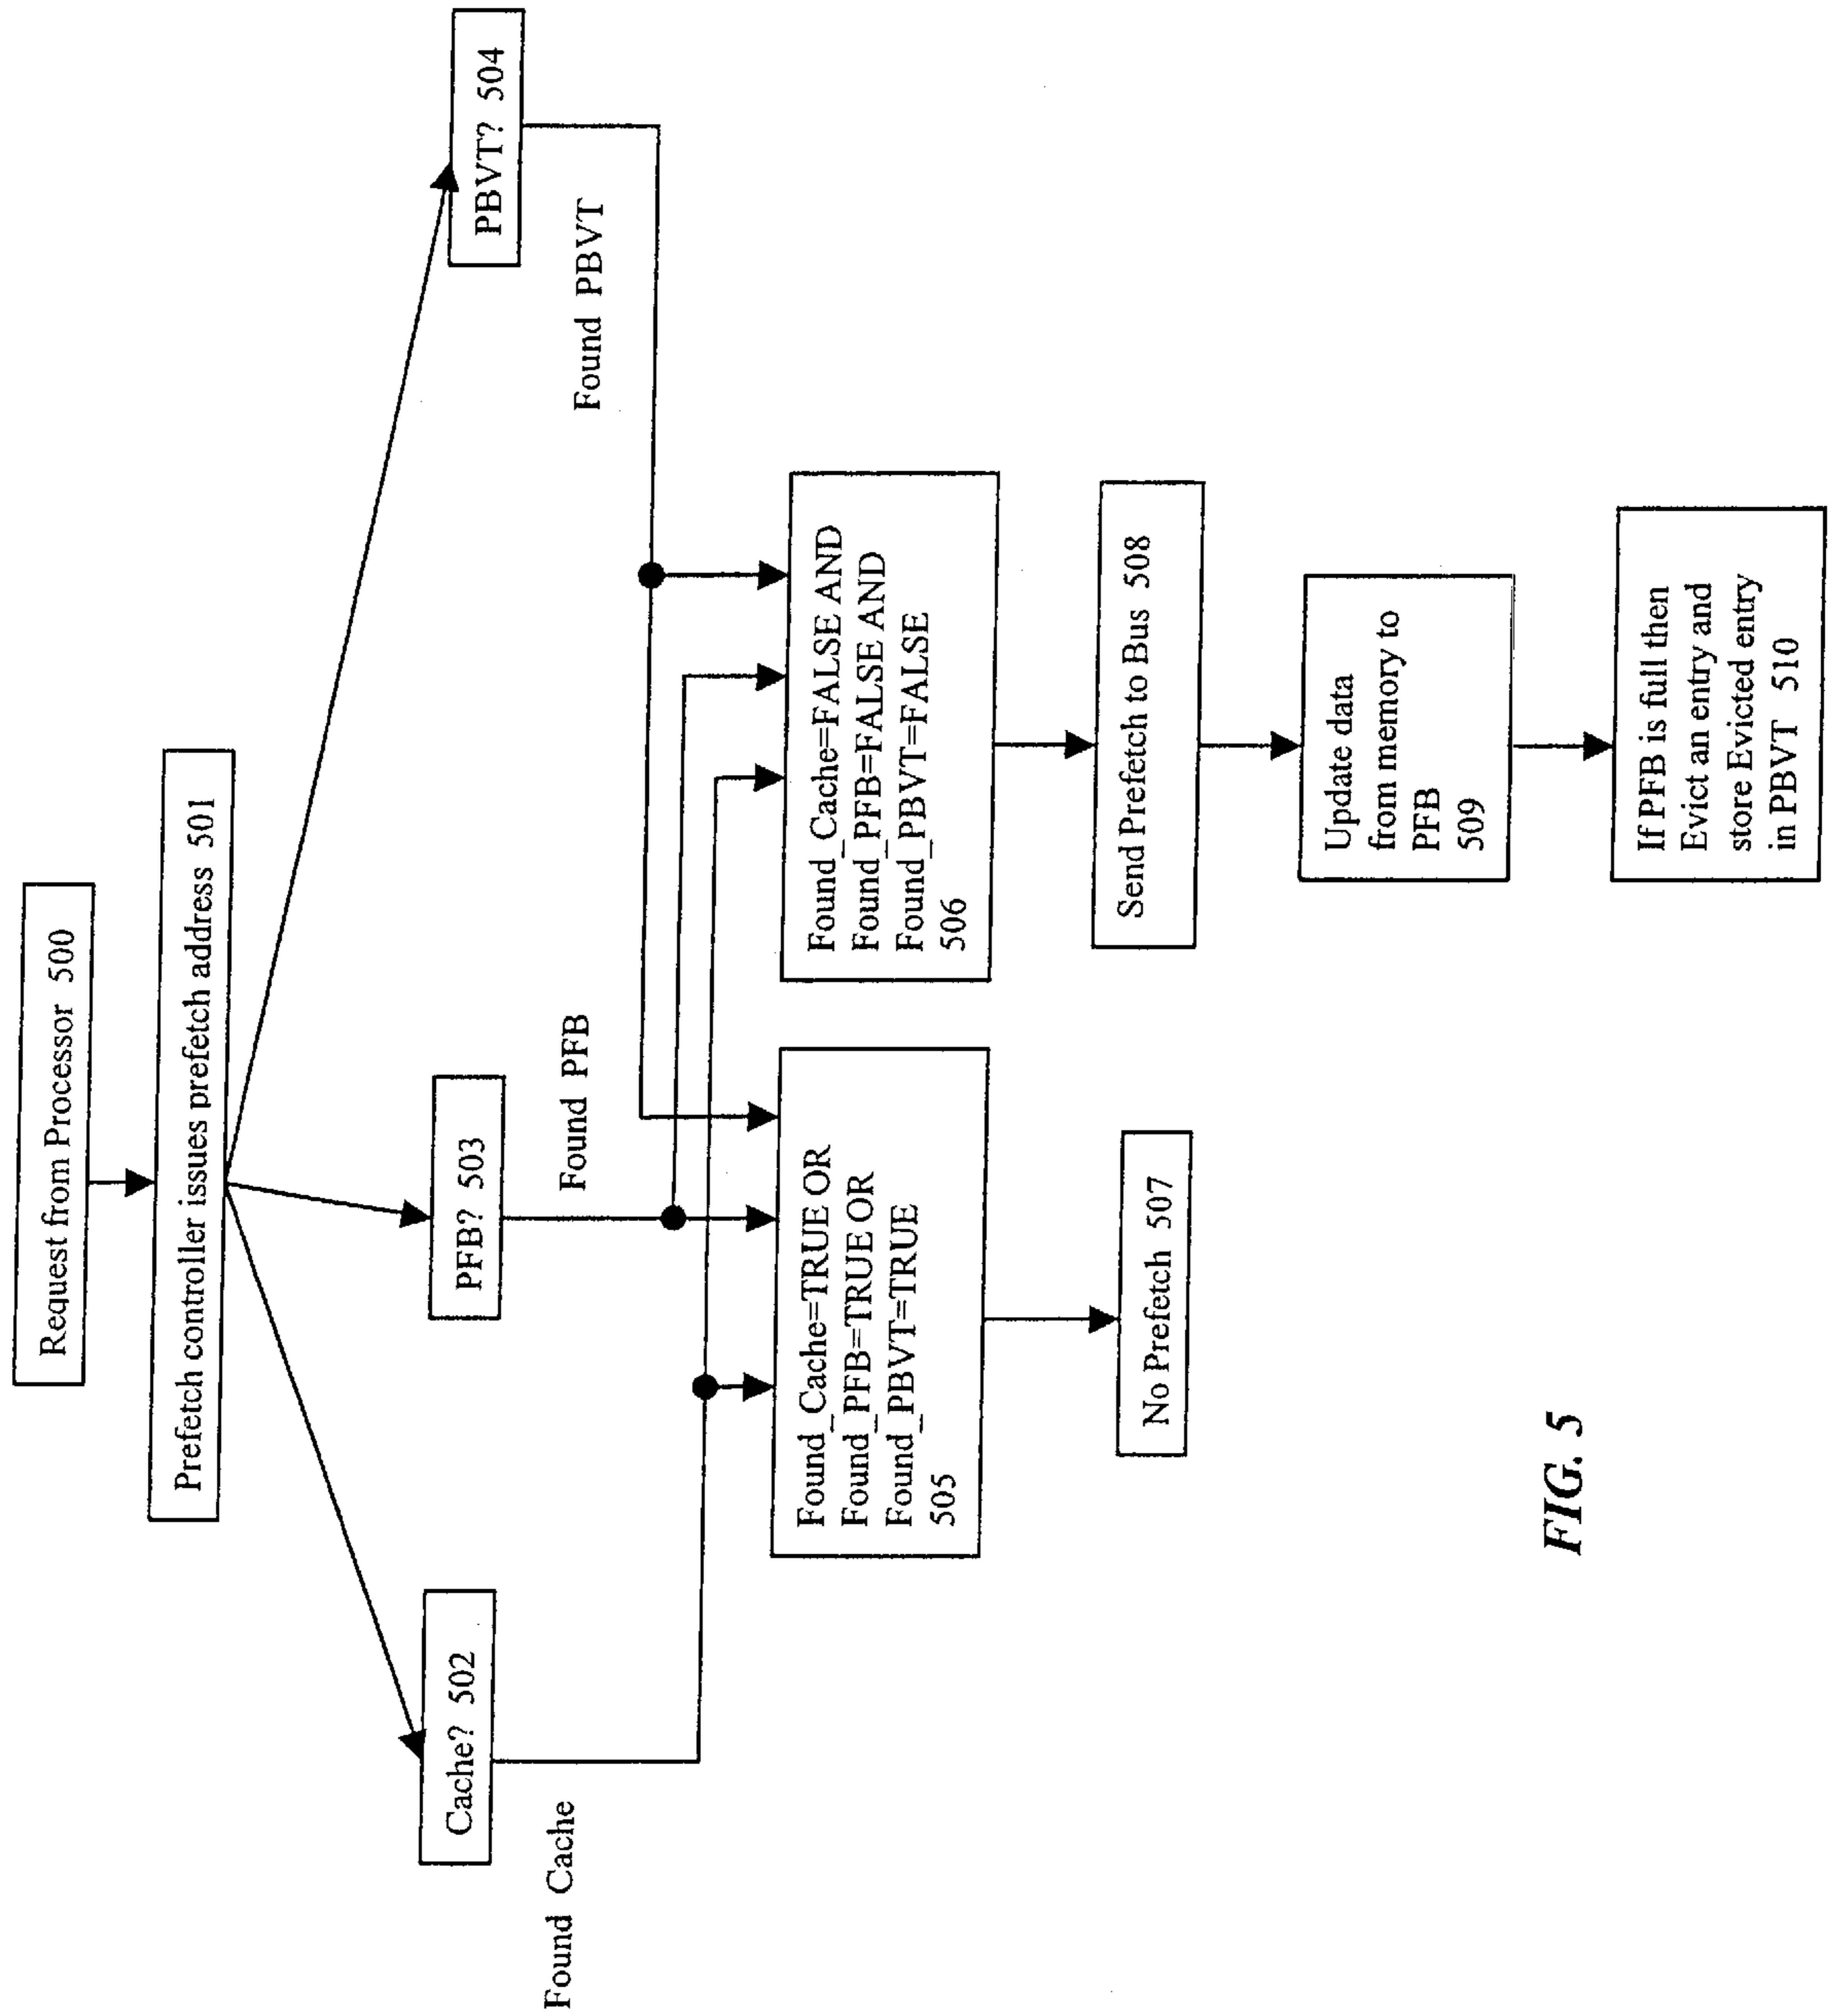 Request from Processor 500
Prefetch controller issues prefetch address 501
Cache? 502
PFB? 503
PBVT? 504
Found Cache
Found PFB
Found PBVT
Found_Cache=TRUE OR
Found_PFB=TRUE OR
Found_PBVT=TRUE
505
Found_Cache=FALSE AND
Found_PFB=FALSE AND
Found_PBVT=FALSE
506
No Prefetch 507
Send Prefetch to Bus 508
Update data
from memory to
PFB
509
If PFB is full then
Evict an entry and
store Evicted entry
in PBVT 510
FIG. 5